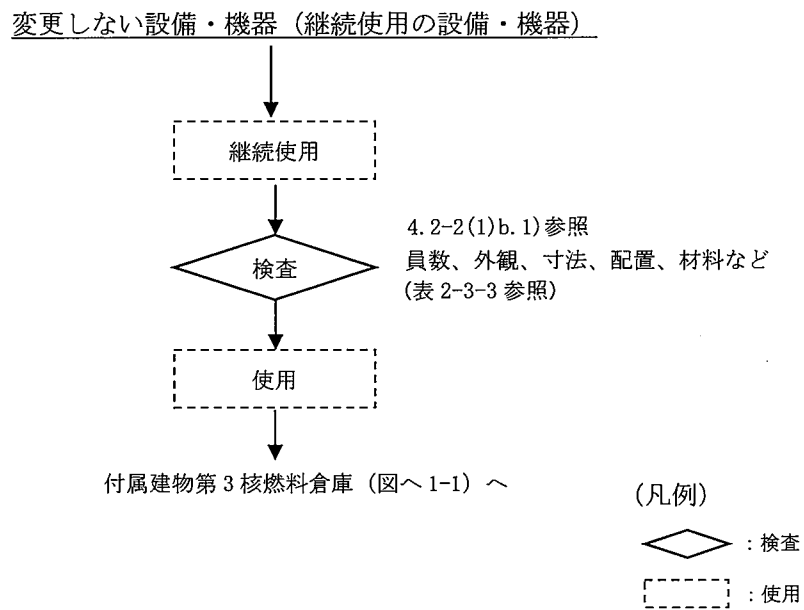 変更しない設備・機器（継続使用の設備・機器）
継続使用
4.2-2(1)b.1)参照
検査
員数、外観、寸法、配置、材料など
(表 2-3-3 参照)
使用
付属建物第３核燃料倉庫（図へ 1-1）へ
(凡例)
：検査
：使用